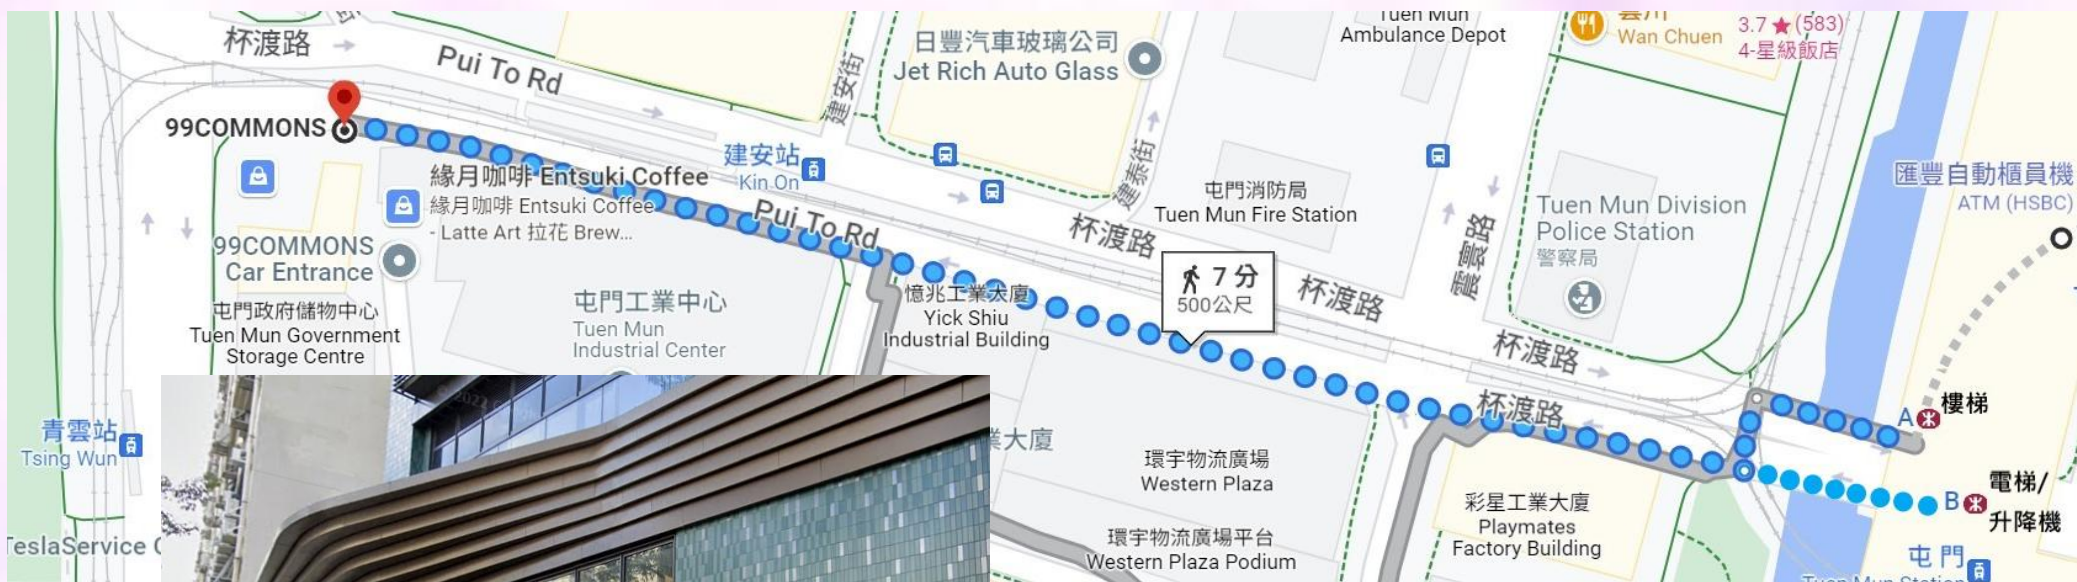 杯渡路
Pui To Rd
建安街
日豐汽車玻璃公司
Jet Rich Auto Glass
Tuen Mun
Ambulance Depot
雲川
Wan Chuen
3.7 ★ (583)
4-星級飯店
99COMMONS
緣月咖啡 Entsuki Coffee
緣月咖啡 Entsuki Coffee
- Latte Art 拉花 Brew...
建安站
Kin On
建泰街
屯門消防局
Tuen Mun Fire Station
震寰路
Tuen Mun Division
Police Station
警察局
匯豐自動櫃員機
ATM (HSBC)
Pui To Rd
杯渡路
99COMMONS
Car Entrance
屯門政府儲物中心
Tuen Mun Government
Storage Centre
屯門工業中心
Tuen Mun
Industrial Center
憶兆工業大廈
Yick Shiu
Industrial Building
7 分
500公尺
杯渡路
杯渡路
杯渡路
A 樓梯
青雲站
Tsing Wun
業大廈
環宇物流廣場
Western Plaza
環宇物流廣場平台
Western Plaza Podium
彩星工業大廈
Playmates
Factory Building
B 電梯/
升降機
屯門
Tuen Mun Station
TeslaService